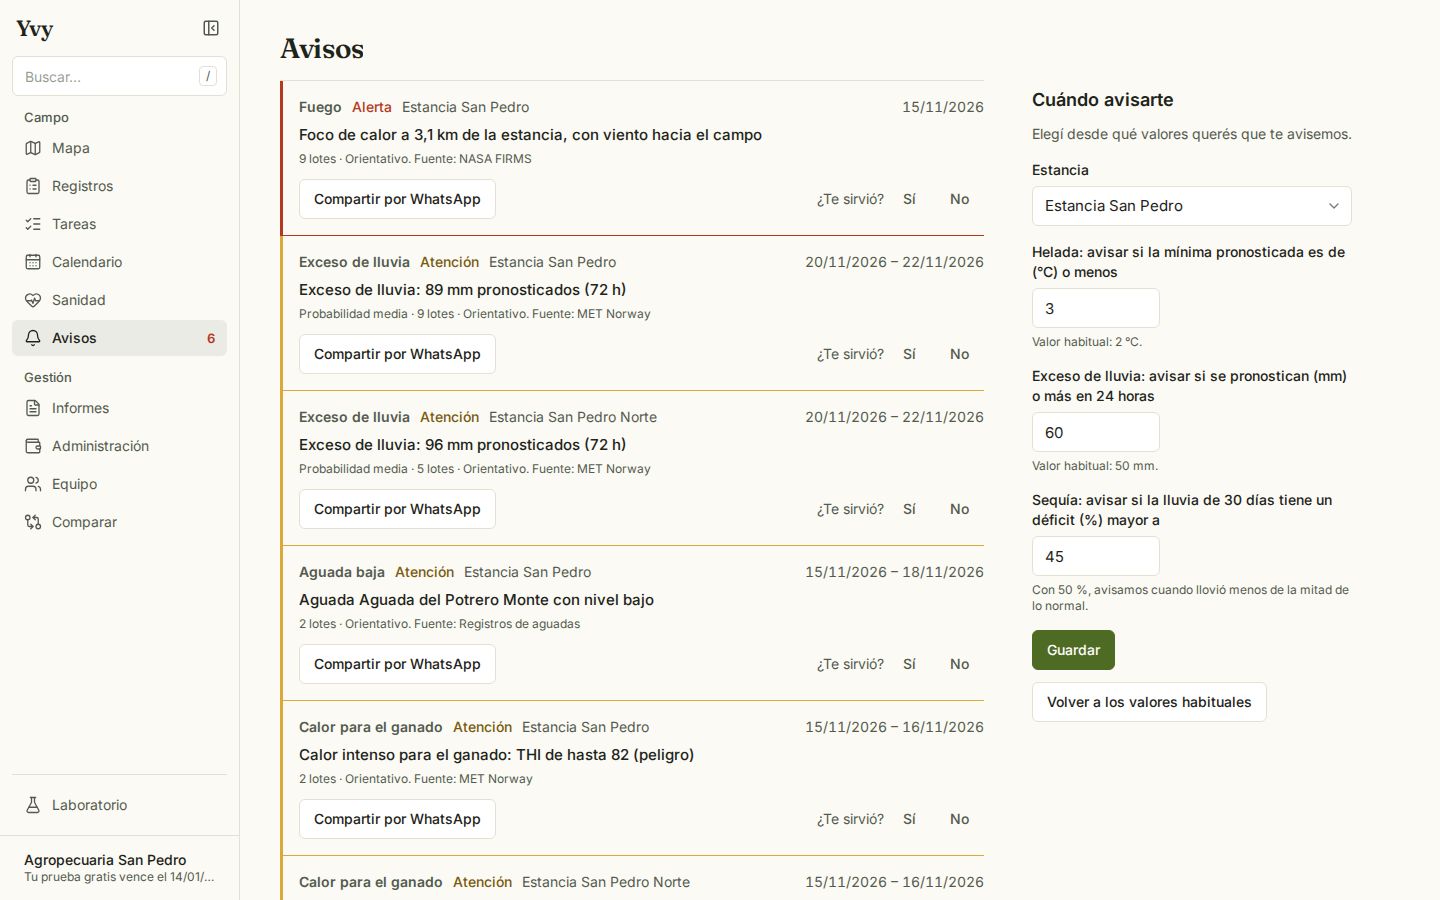 Yvy
Buscar...
/
Campo
Mapa
Registros
Tareas
Calendario
Sanidad
Avisos
6
Gestión
Informes
Administración
Equipo
Comparar
Laboratorio
Agropecuaria San Pedro
Tu prueba gratis vence el 14/01/...
Avisos
Fuego Alerta Estancia San Pedro 15/11/2026
Foco de calor a 3,1 km de la estancia, con viento hacia el campo
9 lotes · Orientativo. Fuente: NASA FIRMS
Compartir por WhatsApp ¿Te sirvió? Sí No
Exceso de lluvia Atención Estancia San Pedro 20/11/2026 – 22/11/2026
Exceso de lluvia: 89 mm pronosticados (72 h)
Probabilidad media · 9 lotes · Orientativo. Fuente: MET Norway
Compartir por WhatsApp ¿Te sirvió? Sí No
Exceso de lluvia Atención Estancia San Pedro Norte 20/11/2026 – 22/11/2026
Exceso de lluvia: 96 mm pronosticados (72 h)
Probabilidad media · 5 lotes · Orientativo. Fuente: MET Norway
Compartir por WhatsApp ¿Te sirvió? Sí No
Aguada baja Atención Estancia San Pedro 15/11/2026 – 18/11/2026
Aguada Aguada del Potrero Monte con nivel bajo
2 lotes · Orientativo. Fuente: Registros de aguadas
Compartir por WhatsApp ¿Te sirvió? Sí No
Calor para el ganado Atención Estancia San Pedro 15/11/2026 – 16/11/2026
Calor intenso para el ganado: THI de hasta 82 (peligro)
2 lotes · Orientativo. Fuente: MET Norway
Compartir por WhatsApp ¿Te sirvió? Sí No
Calor para el ganado Atención Estancia San Pedro Norte 15/11/2026 – 16/11/2026
Cuándo avisarte
Elegí desde qué valores querés que te avisemos.
Estancia
Estancia San Pedro
Helada: avisar si la mínima pronosticada es de
(°C) o menos
3
Valor habitual: 2 °C.
Exceso de lluvia: avisar si se pronostican (mm)
o más en 24 horas
60
Valor habitual: 50 mm.
Sequía: avisar si la lluvia de 30 días tiene un
déficit (%) mayor a
45
Con 50 %, avisamos cuando llovió menos de la mitad de
lo normal.
Guardar
Volver a los valores habituales